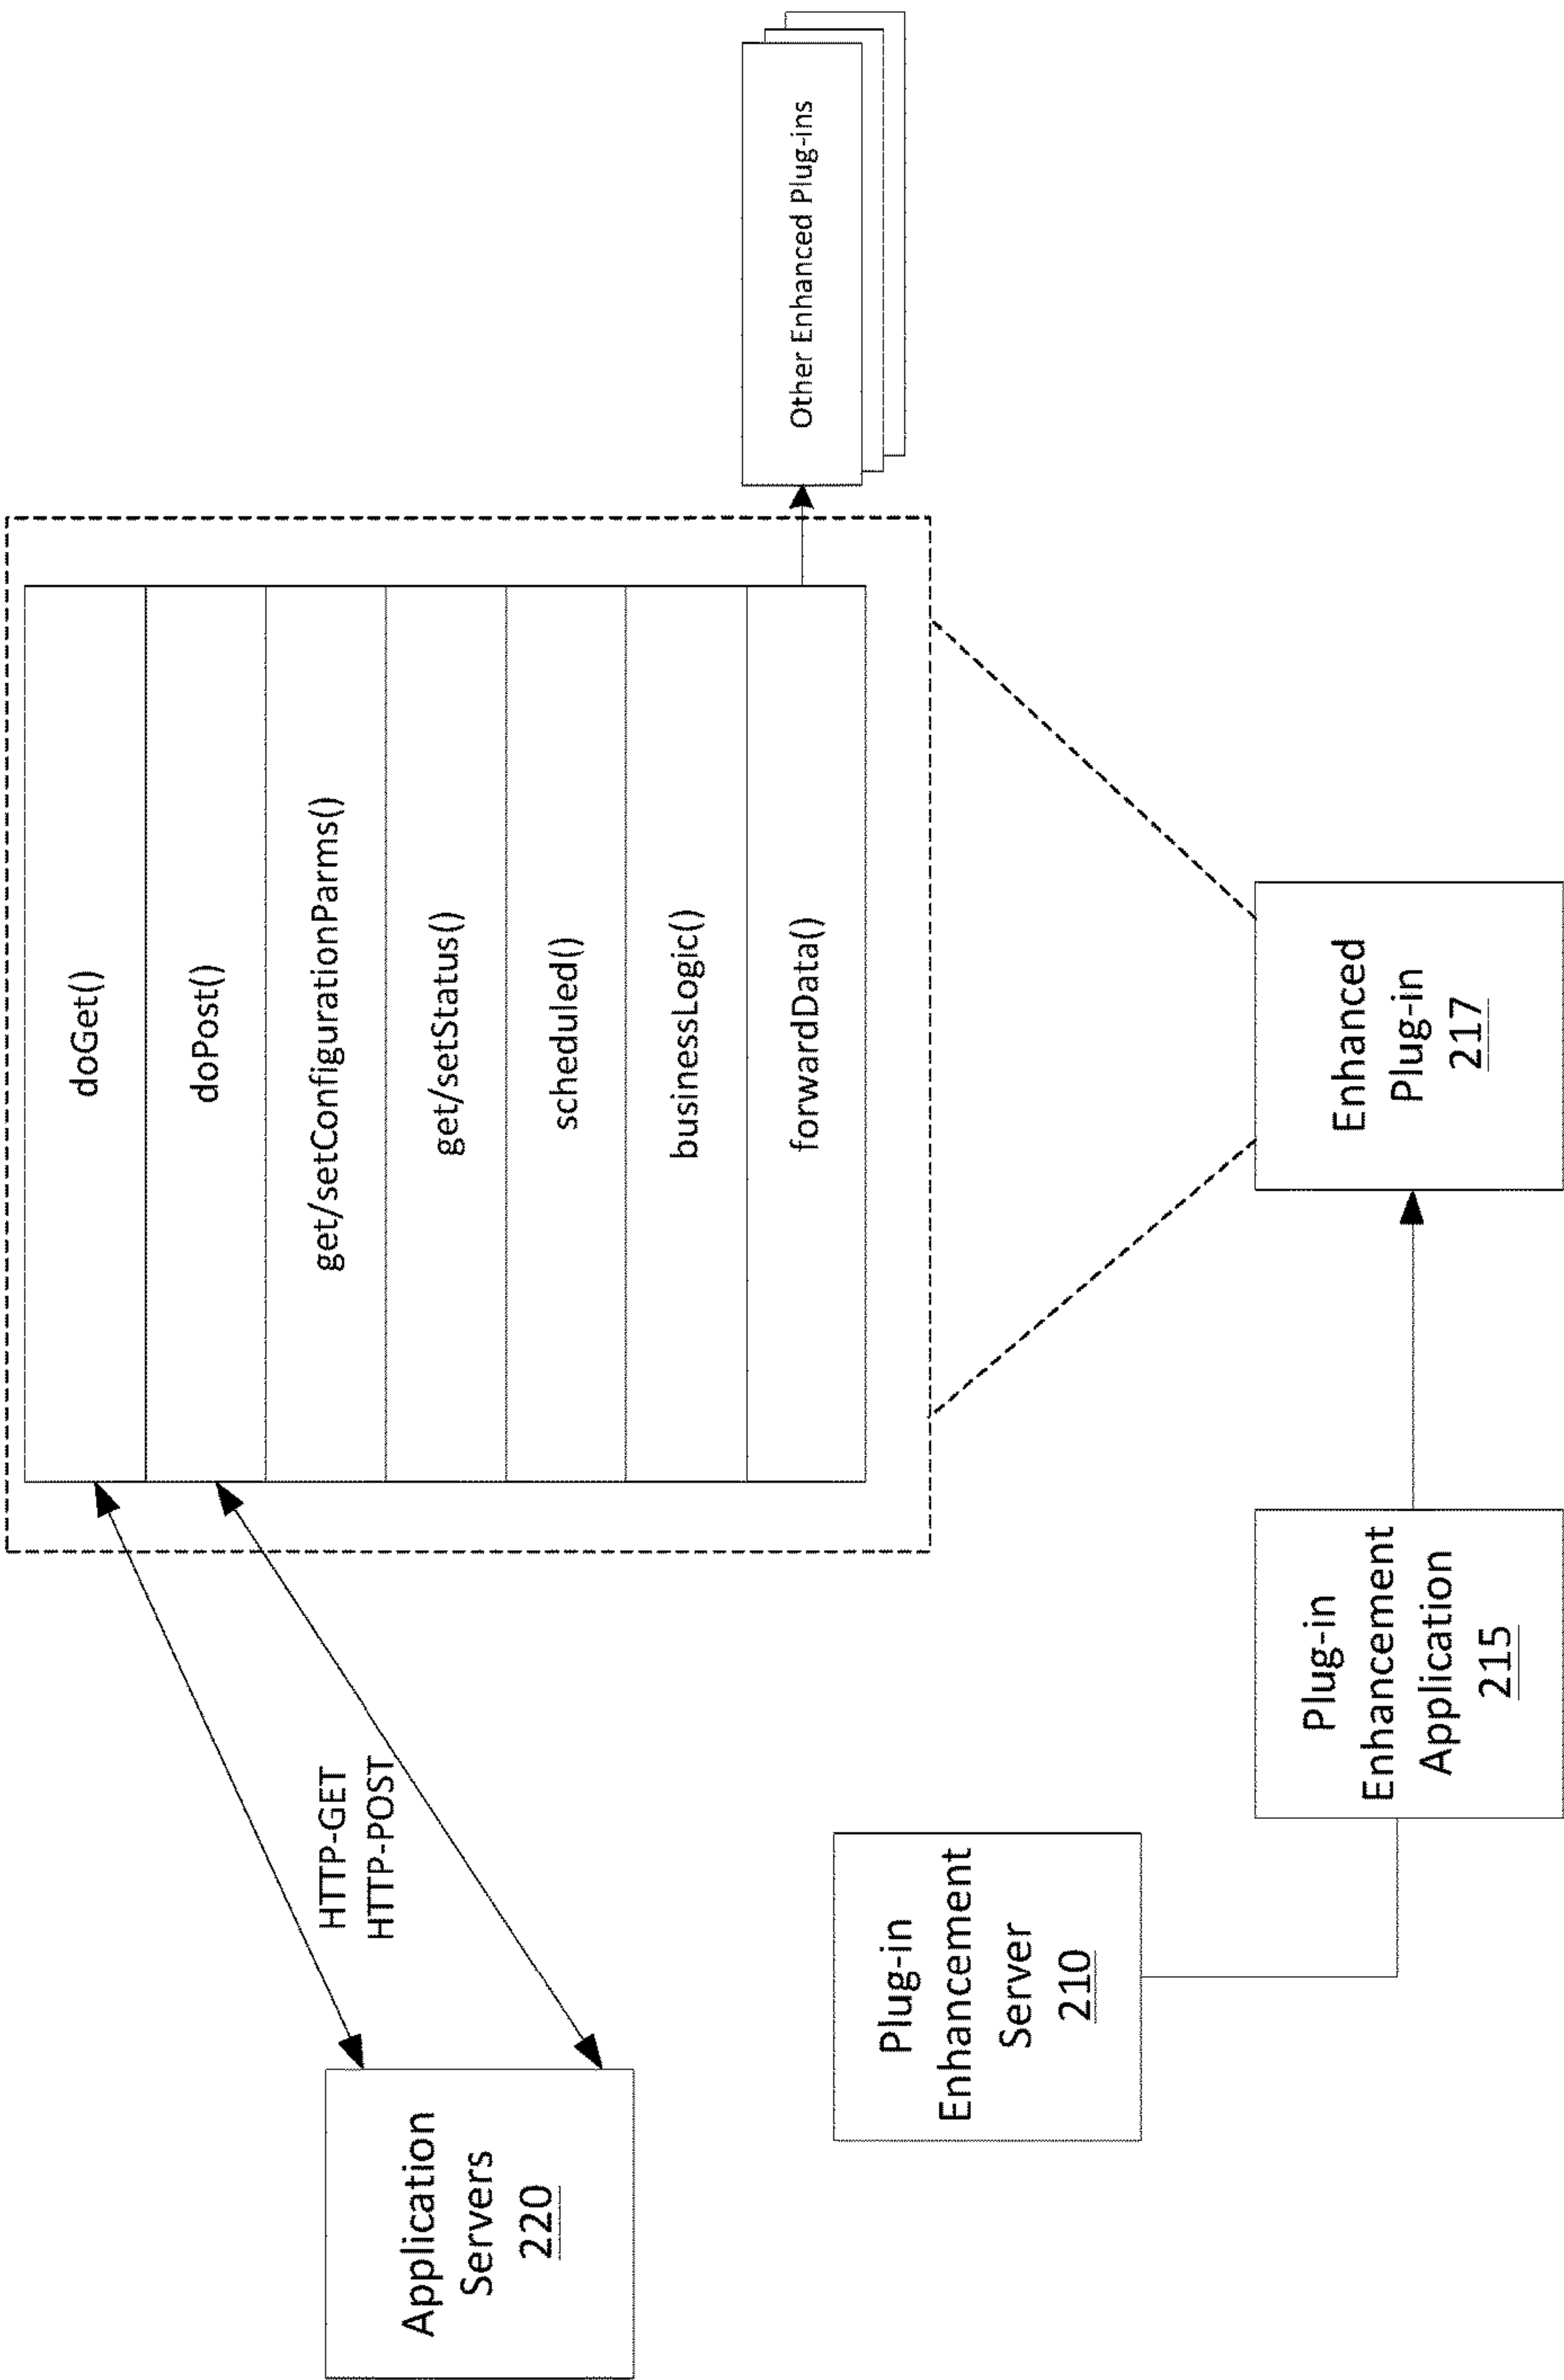 doGet()
doPost()
get/setConfigurationParms()
get/setStatus()
scheduled()
businessLogic()
forwardData()
Other Enhanced Plug-ins
HTTP-GET
HTTP-POST
Application
Servers
220
Plug-in
Enhancement
Server
210
Plug-in
Enhancement
Application
215
Enhanced
Plug-in
217